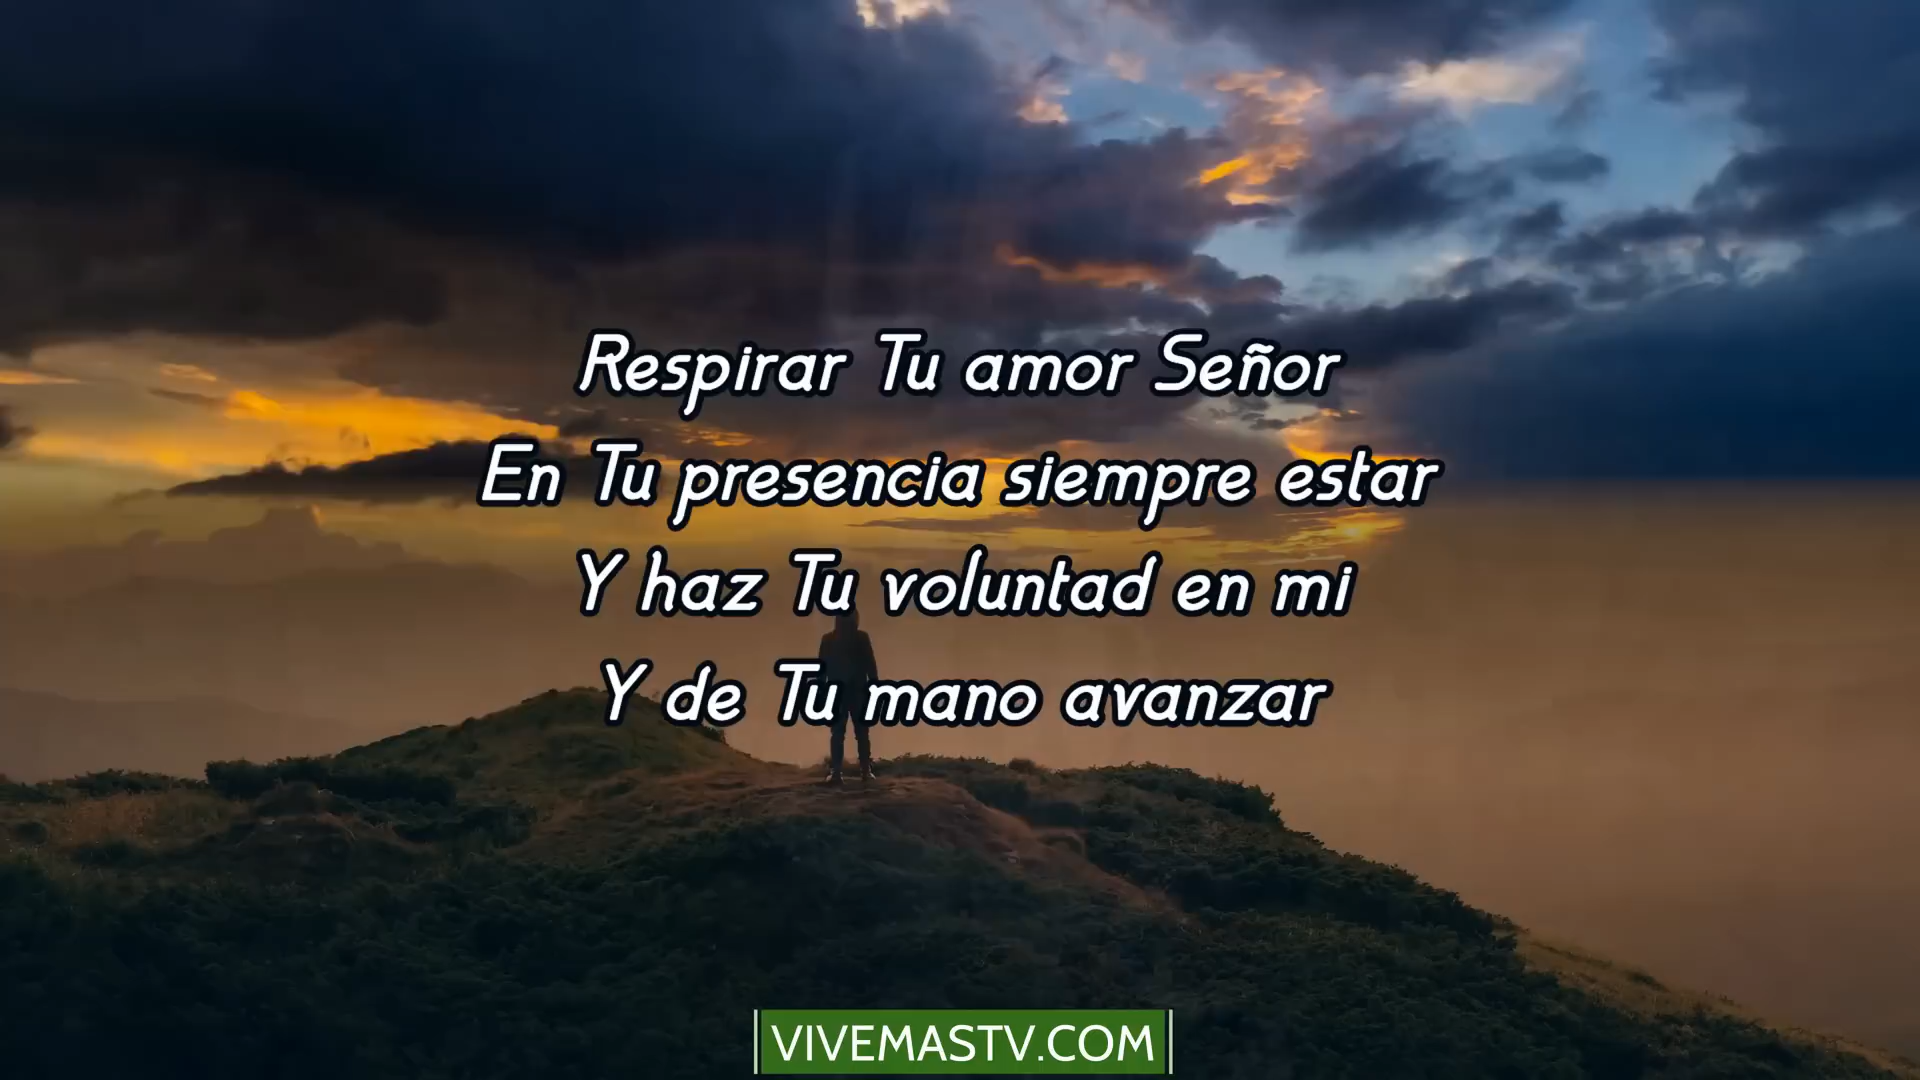 Respirar Tu amor Señor
En Tu presencia siempre estar
Y haz Tu voluntad en mi
Y de Tu mano avanzar
VIVEMASTV.COM